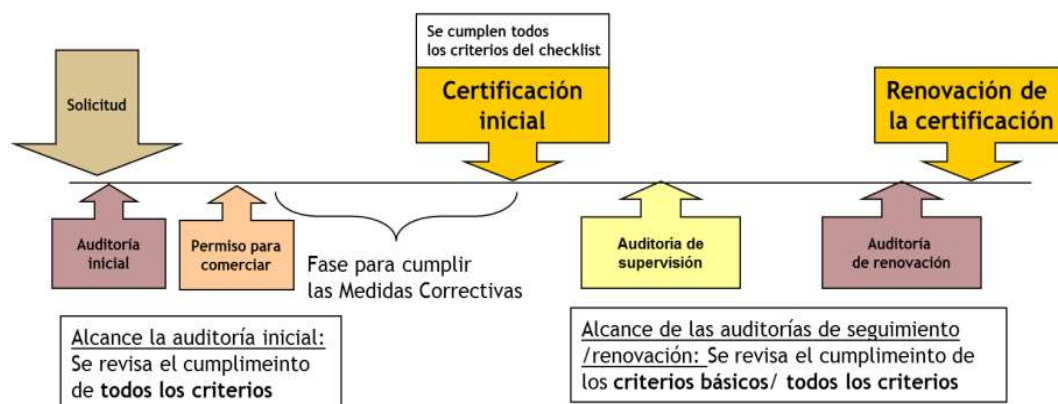 Se cumplen todos
los criterios del checklist
Solicitud
Certificación
inicial
Renovación de
la certificación
Auditoría
inicial
Permiso para
comerciar
Fase para cumplir
las Medidas Correctivas
Auditoria de
supervisión
Auditoría
de renovación
Alcance la auditoría inicial:
Se revisa el cumplimeinto
de todos los criterios
Alcance de las auditorías de seguimiento
/renovación: Se revisa el cumplimeinto de
los criterios básicos/ todos los criterios